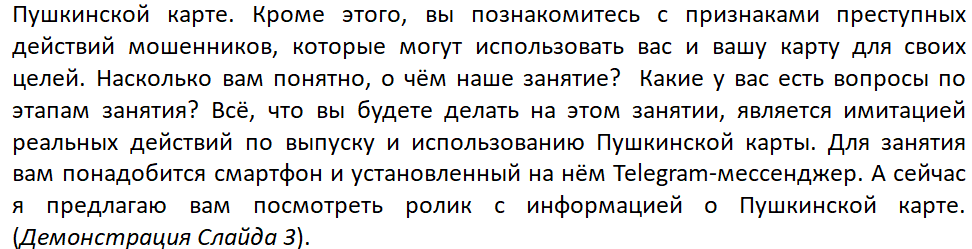 Пушкинской карте. Кроме этого, вы познакомитесь с признаками преступных
действий мошенников, которые могут использовать вас и вашу карту для своих
целей. Насколько вам понятно, о чём наше занятие?  Какие у вас есть вопросы по
этапам занятия? Всё, что вы будете делать на этом занятии, является имитацией
реальных действий по выпуску и использованию Пушкинской карты. Для занятия
вам понадобится смартфон и установленный на нём Telegram-мессенджер. А сейчас
я предлагаю вам посмотреть ролик с информацией о Пушкинской карте.
(Демонстрация Слайда 3).